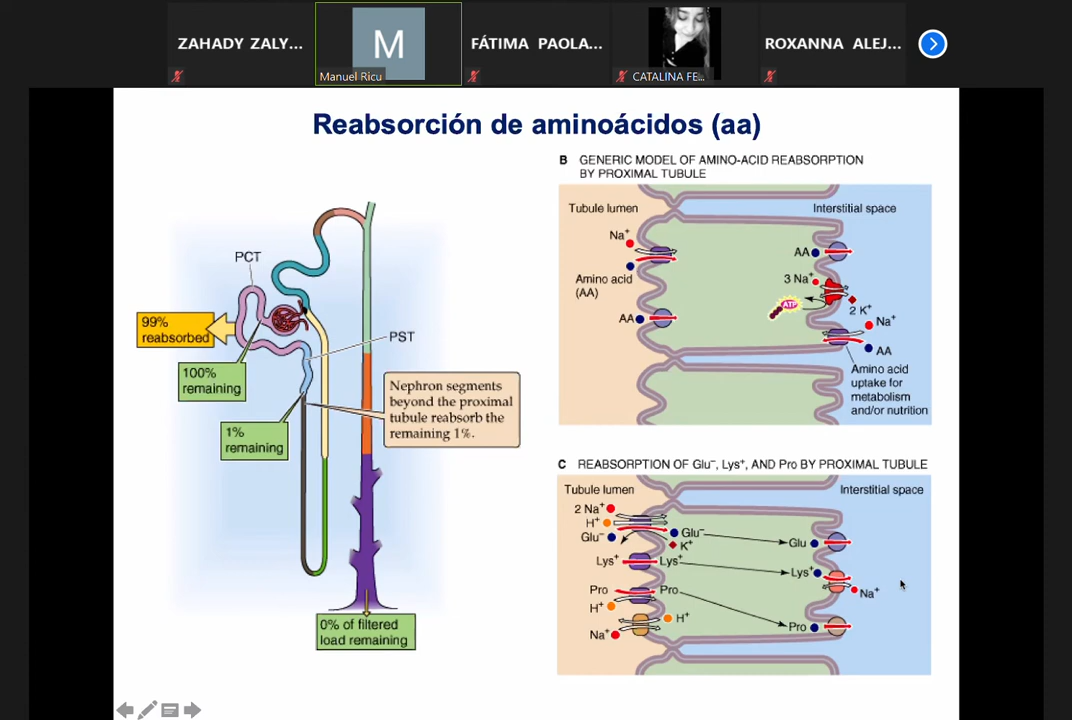 ZAHADY ZALY...
M
Manuel Ricu
FÁTIMA PAOLA...
CATALINA FE...
ROXANNA ALEJ...
Reabsorción de aminoácidos (aa)
PCT
99%
reabsorbed
100%
remaining
PST
1%
remaining
Nephron segments
beyond the proximal
tubule reabsorb the
remaining 1%.
0% of filtered
load remaining
B GENERIC MODEL OF AMINO-ACID REABSORPTION
BY PROXIMAL TUBULE
Tubule lumen
Interstitial space
Na⁺
Amino acid
(AA)
AA
AA
3 Na⁺
ATP
2 K⁺
Na⁺
AA
Amino acid
uptake for
metabolism
and/or nutrition
C REABSORPTION OF Glu⁻, Lys⁺, AND Pro BY PROXIMAL TUBULE
Tubule lumen
Interstitial space
2 Na⁺
H⁺
Glu⁻
Glu⁻
K⁺
Glu
Lys⁺
Lys⁺
Lys⁺
Na⁺
Pro
Pro
H⁺
H⁺
Na⁺
Pro